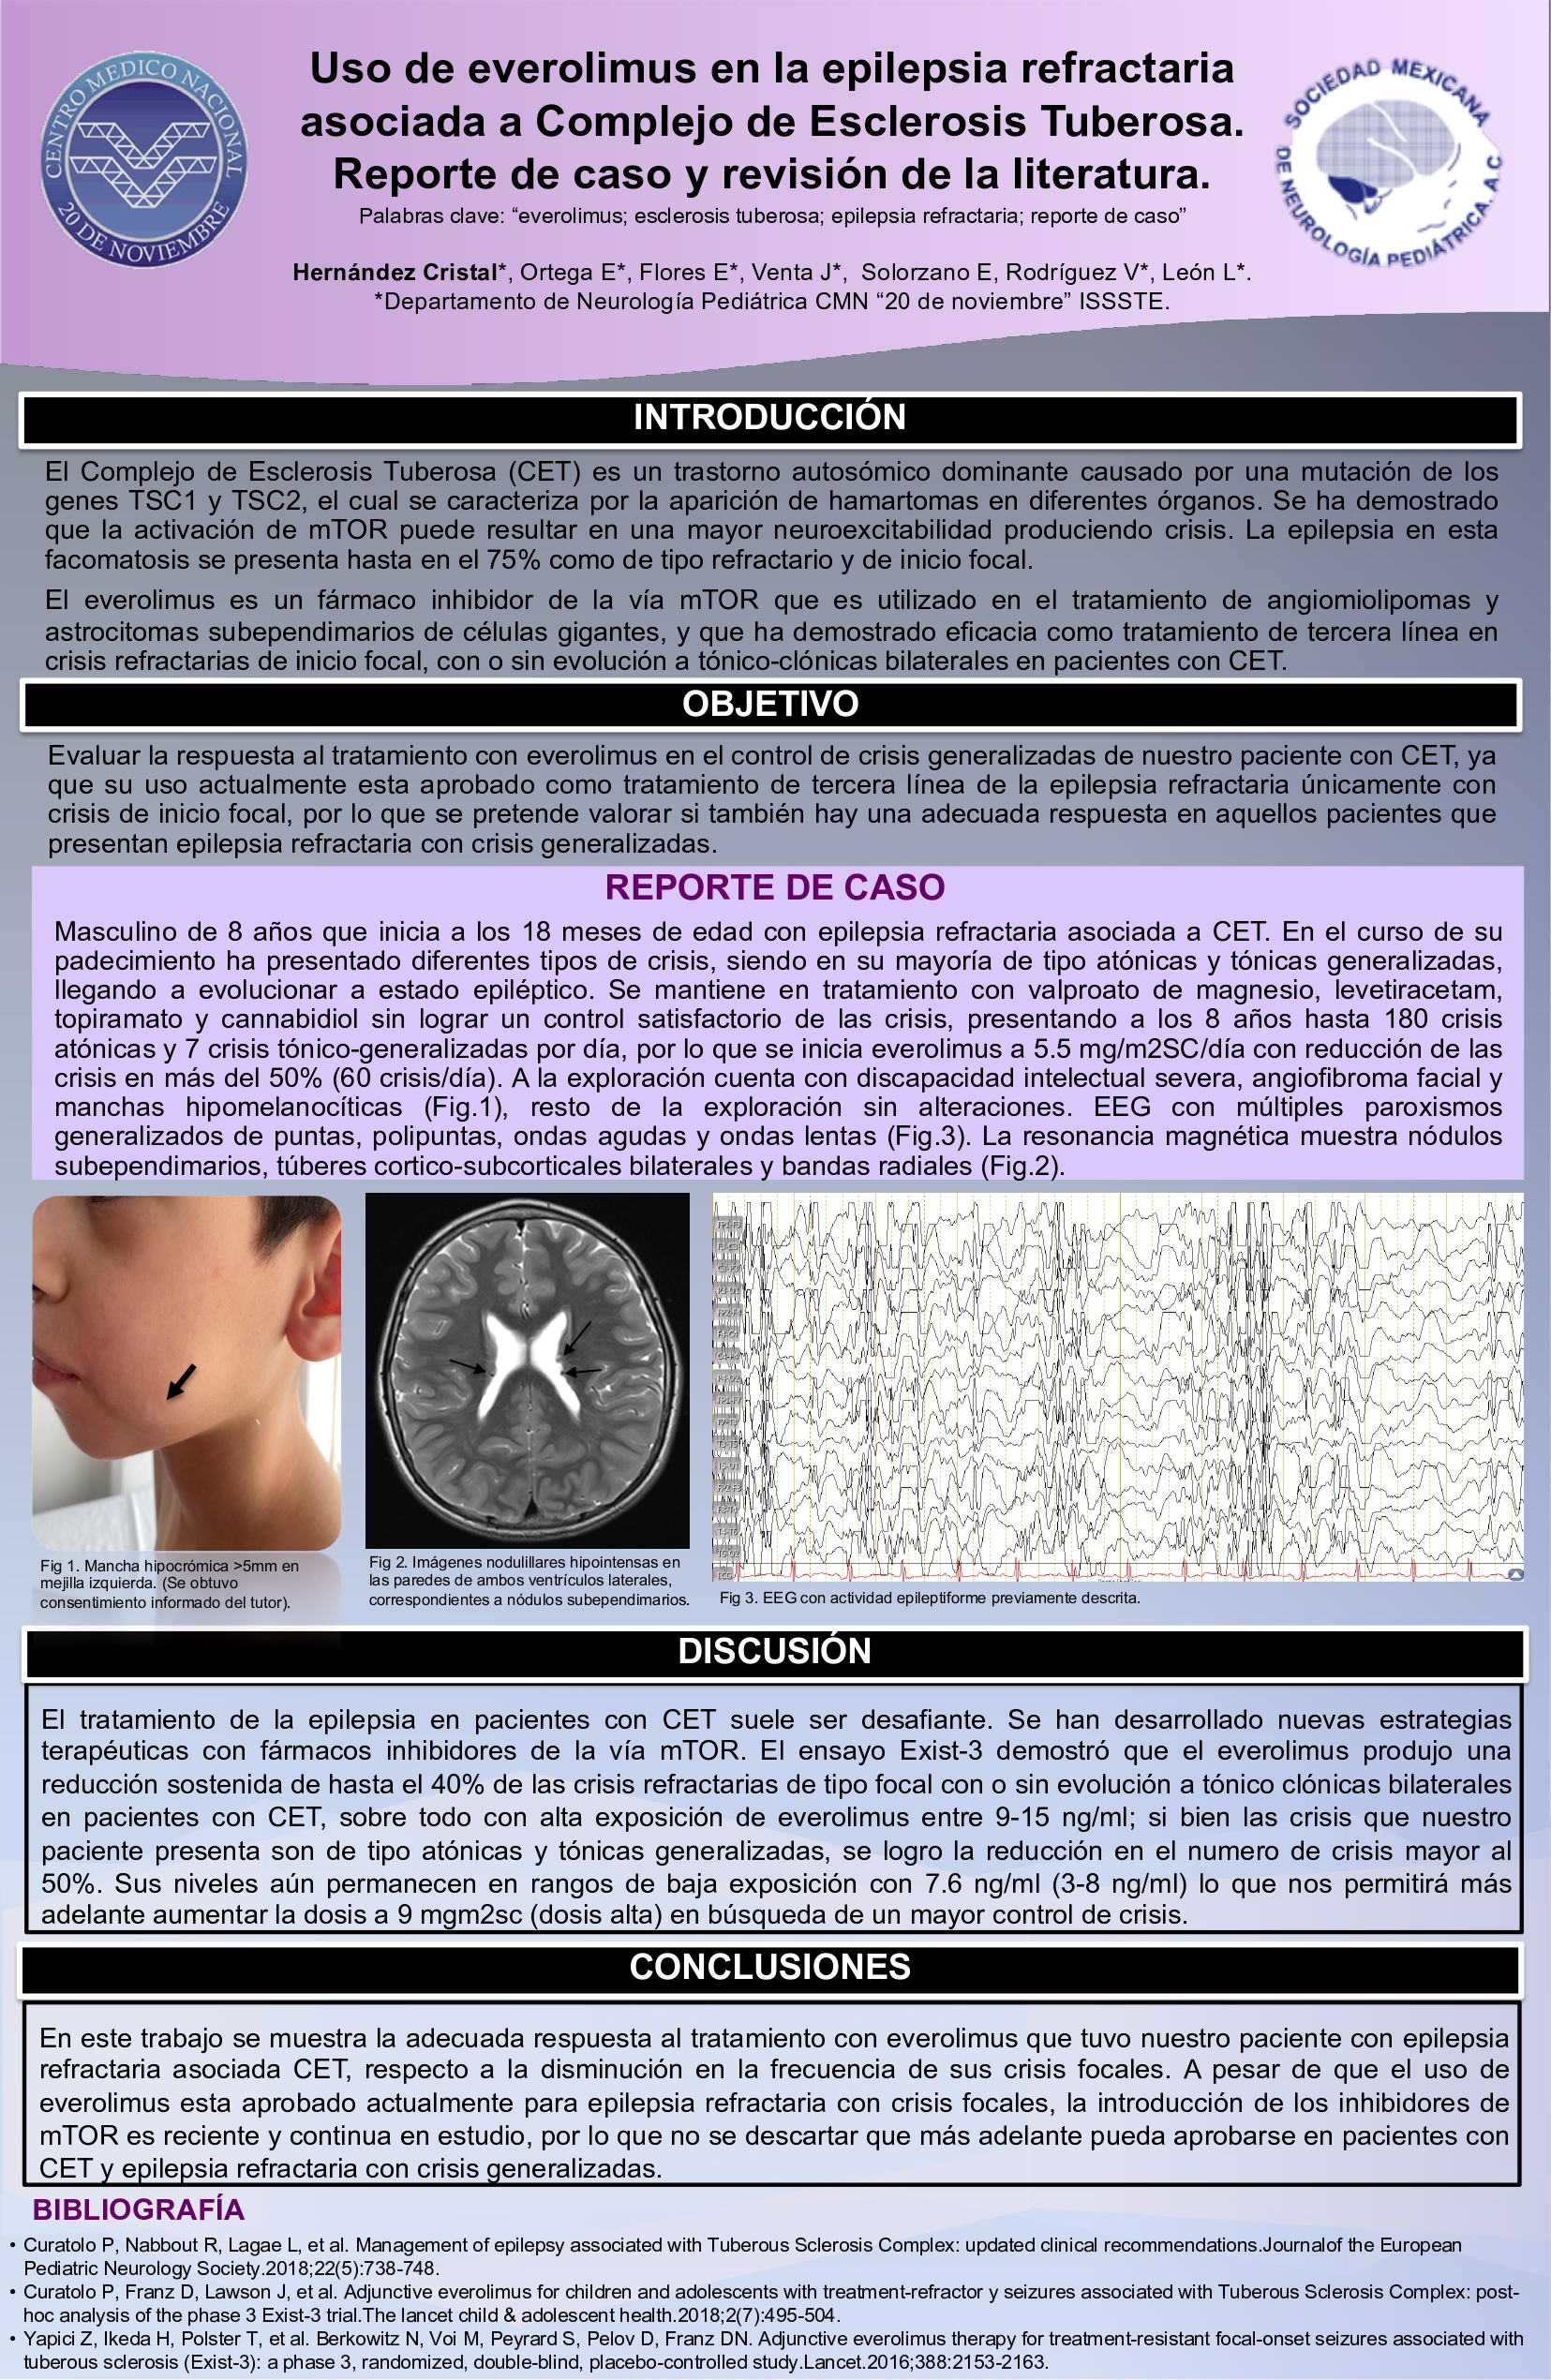 CENTRO MEDICO NACIONAL
20 DE NOVIEMBRE
Uso de everolimus en la epilepsia refractaria
asociada a Complejo de Esclerosis Tuberosa.
Reporte de caso y revisión de la literatura.
Palabras clave: “everolimus; esclerosis tuberosa; epilepsia refractaria; reporte de caso”
Hernández Cristal*, Ortega E*, Flores E*, Venta J*, Solorzano E, Rodríguez V*, León L*.
*Departamento de Neurología Pediátrica CMN “20 de noviembre” ISSSTE.
SOCIEDAD MEXICANA
DE NEUROLOGÍA PEDIÁTRICA. A.C
INTRODUCCIÓN
El Complejo de Esclerosis Tuberosa (CET) es un trastorno autosómico dominante causado por una mutación de los
genes TSC1 y TSC2, el cual se caracteriza por la aparición de hamartomas en diferentes órganos. Se ha demostrado
que la activación de mTOR puede resultar en una mayor neuroexcitabilidad produciendo crisis. La epilepsia en esta
facomatosis se presenta hasta en el 75% como de tipo refractario y de inicio focal.
El everolimus es un fármaco inhibidor de la vía mTOR que es utilizado en el tratamiento de angiomiolipomas y
astrocitomas subependimarios de células gigantes, y que ha demostrado eficacia como tratamiento de tercera línea en
crisis refractarias de inicio focal, con o sin evolución a tónico-clónicas bilaterales en pacientes con CET.
OBJETIVO
Evaluar la respuesta al tratamiento con everolimus en el control de crisis generalizadas de nuestro paciente con CET, ya
que su uso actualmente esta aprobado como tratamiento de tercera línea de la epilepsia refractaria únicamente con
crisis de inicio focal, por lo que se pretende valorar si también hay una adecuada respuesta en aquellos pacientes que
presentan epilepsia refractaria con crisis generalizadas.
REPORTE DE CASO
Masculino de 8 años que inicia a los 18 meses de edad con epilepsia refractaria asociada a CET. En el curso de su
padecimiento ha presentado diferentes tipos de crisis, siendo en su mayoría de tipo atónicas y tónicas generalizadas,
llegando a evolucionar a estado epiléptico. Se mantiene en tratamiento con valproato de magnesio, levetiracetam,
topiramato y cannabidiol sin lograr un control satisfactorio de las crisis, presentando a los 8 años hasta 180 crisis
atónicas y 7 crisis tónico-generalizadas por día, por lo que se inicia everolimus a 5.5 mg/m2SC/día con reducción de las
crisis en más del 50% (60 crisis/día). A la exploración cuenta con discapacidad intelectual severa, angiofibroma facial y
manchas hipomelanocíticas (Fig.1), resto de la exploración sin alteraciones. EEG con múltiples paroxismos
generalizados de puntas, polipuntas, ondas agudas y ondas lentas (Fig.3). La resonancia magnética muestra nódulos
subependimarios, túberes cortico-subcorticales bilaterales y bandas radiales (Fig.2).
Fig 1. Mancha hipocrómica >5mm en
mejilla izquierda. (Se obtuvo
consentimiento informado del tutor).
Fig 2. Imágenes nodulillares hipointensas en
las paredes de ambos ventrículos laterales,
correspondientes a nódulos subependimarios.
Fig 3. EEG con actividad epileptiforme previamente descrita.
DISCUSIÓN
El tratamiento de la epilepsia en pacientes con CET suele ser desafiante. Se han desarrollado nuevas estrategias
terapéuticas con fármacos inhibidores de la vía mTOR. El ensayo Exist-3 demostró que el everolimus produjo una
reducción sostenida de hasta el 40% de las crisis refractarias de tipo focal con o sin evolución a tónico clónicas bilaterales
en pacientes con CET, sobre todo con alta exposición de everolimus entre 9-15 ng/ml; si bien las crisis que nuestro
paciente presenta son de tipo atónicas y tónicas generalizadas, se logro la reducción en el numero de crisis mayor al
50%. Sus niveles aún permanecen en rangos de baja exposición con 7.6 ng/ml (3-8 ng/ml) lo que nos permitirá más
adelante aumentar la dosis a 9 mgm2sc (dosis alta) en búsqueda de un mayor control de crisis.
CONCLUSIONES
En este trabajo se muestra la adecuada respuesta al tratamiento con everolimus que tuvo nuestro paciente con epilepsia
refractaria asociada CET, respecto a la disminución en la frecuencia de sus crisis focales. A pesar de que el uso de
everolimus esta aprobado actualmente para epilepsia refractaria con crisis focales, la introducción de los inhibidores de
mTOR es reciente y continua en estudio, por lo que no se descartar que más adelante pueda aprobarse en pacientes con
CET y epilepsia refractaria con crisis generalizadas.
BIBLIOGRAFÍA
• Curatolo P, Nabbout R, Lagae L, et al. Management of epilepsy associated with Tuberous Sclerosis Complex: updated clinical recommendations.Journalof the European
Pediatric Neurology Society.2018;22(5):738-748.
• Curatolo P, Franz D, Lawson J, et al. Adjunctive everolimus for children and adolescents with treatment-refractor y seizures associated with Tuberous Sclerosis Complex: post-
hoc analysis of the phase 3 Exist-3 trial.The lancet child & adolescent health.2018;2(7):495-504.
• Yapici Z, Ikeda H, Polster T, et al. Berkowitz N, Voi M, Peyrard S, Pelov D, Franz DN. Adjunctive everolimus therapy for treatment-resistant focal-onset seizures associated with
tuberous sclerosis (Exist-3): a phase 3, randomized, double-blind, placebo-controlled study.Lancet.2016;388:2153-2163.